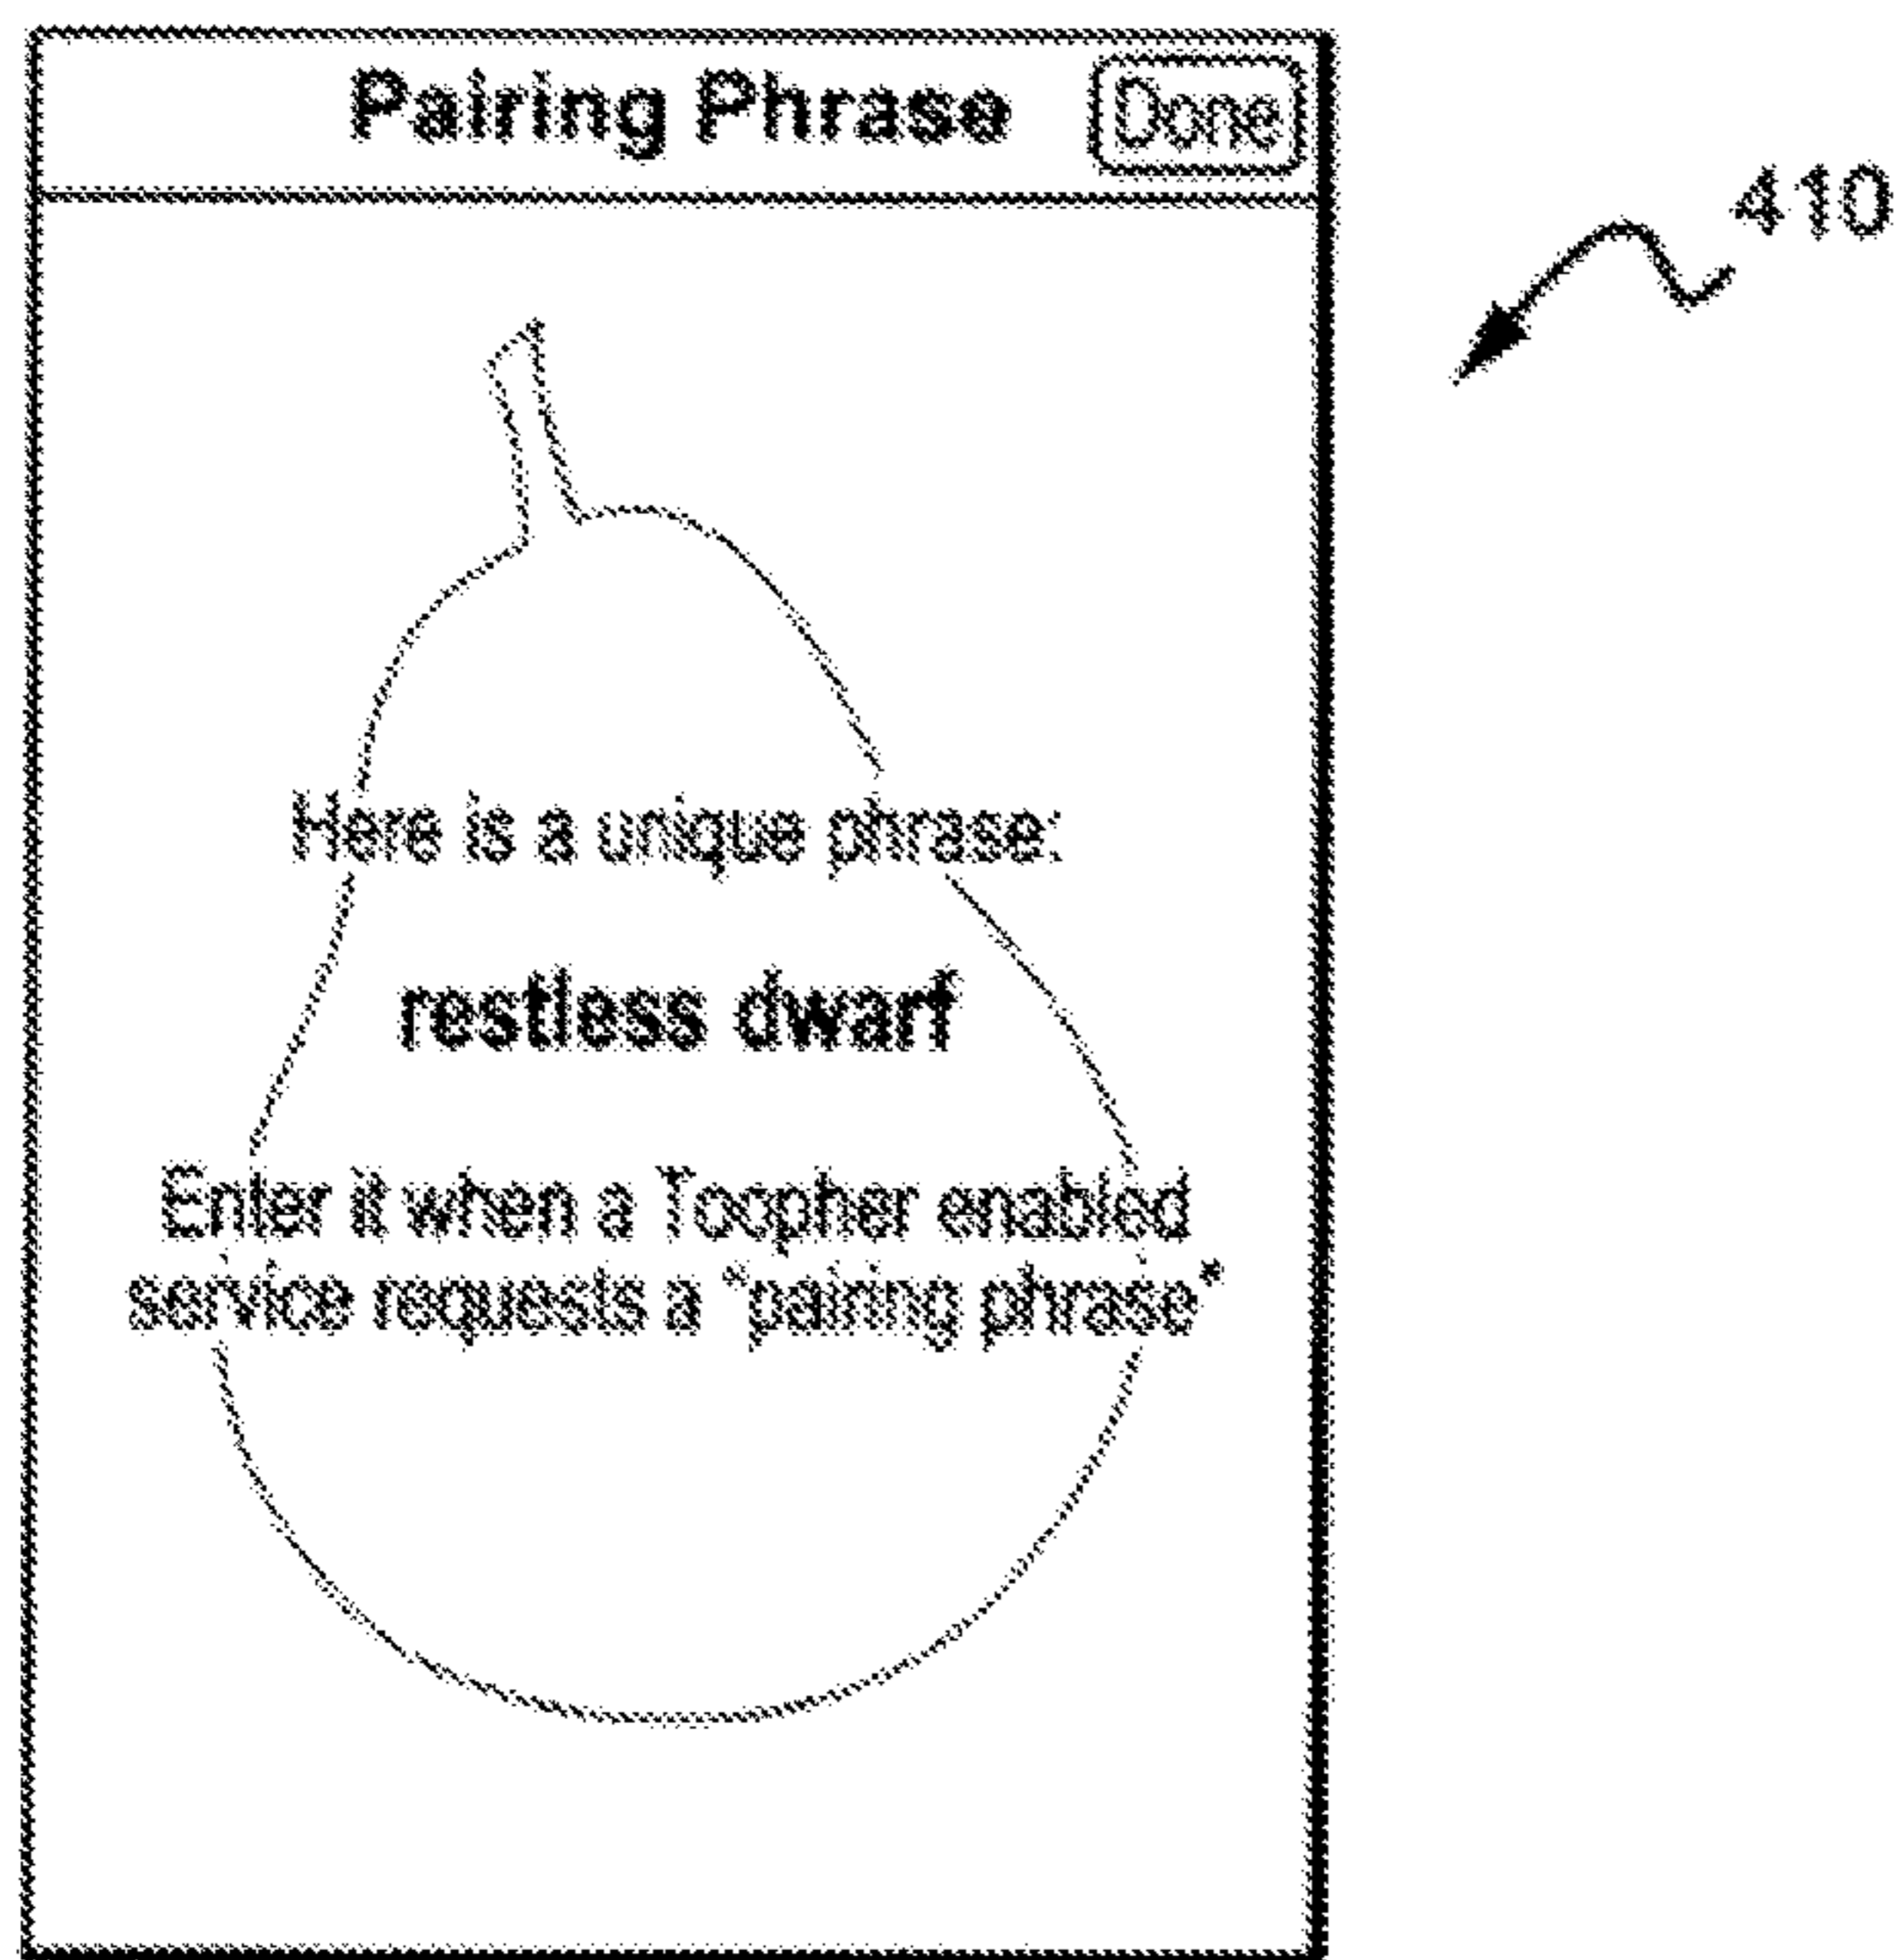 Pairing Phrase Done
410
Here is a unique phrase:
restless dwarf
Enter it when a Toopher enabled
service requests a "pairing phrase"